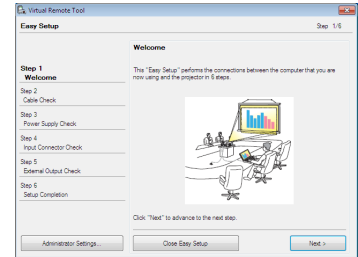 Virtual Remote Tool
Easy Setup
Step 1/6
Welcome
Step 1
Welcome
Step 2
Cable Check
Step 3
Power Supply Check
Step 4
Input Connector Check
Step 5
External Output Check
Step 6
Setup Completion
This "Easy Setup" performs the connections between the computer that you are
now using and the projector in 6 steps.
Click "Next" to advance to the next step.
Administrator Settings...
Close Easy Setup
Next >